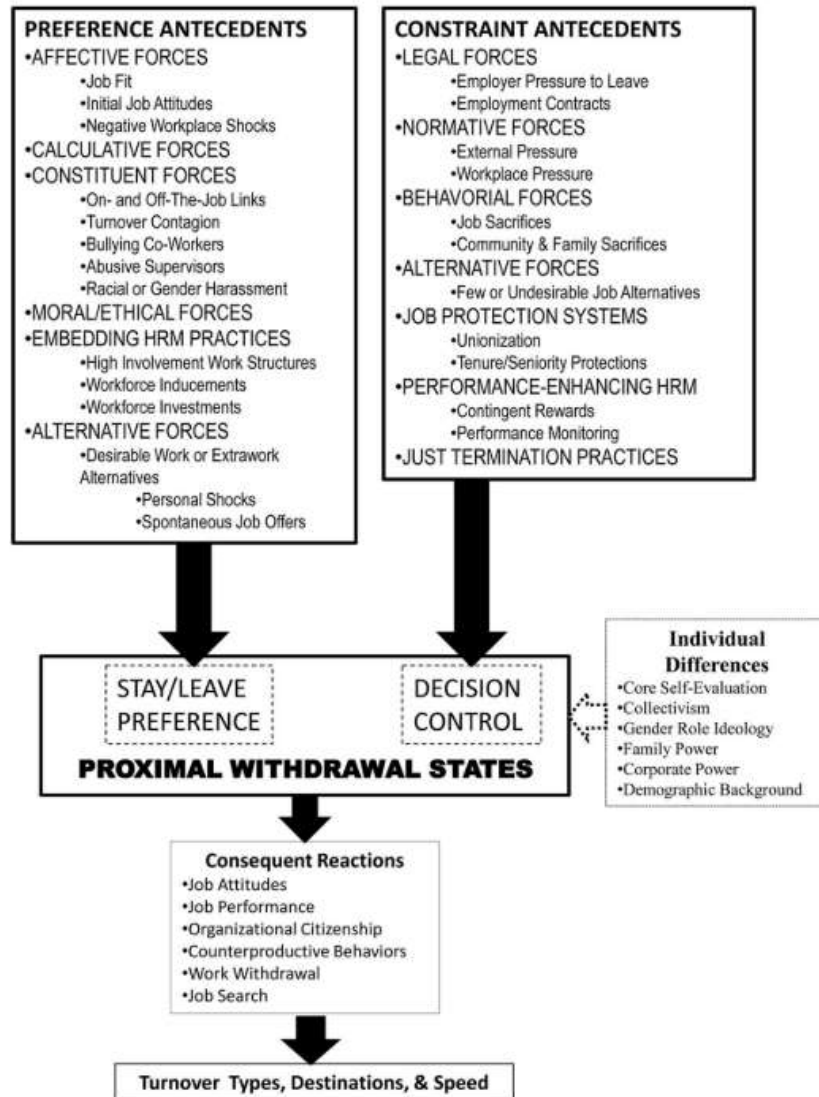 PREFERENCE ANTECEDENTS
•AFFECTIVE FORCES
•Job Fit
•Initial Job Attitudes
•Negative Workplace Shocks
•CALCULATIVE FORCES
•CONSTITUENT FORCES
•On- and Off-The-Job Links
•Turnover Contagion
•Bullying Co-Workers
•Abusive Supervisors
•Racial or Gender Harassment
•MORAL/ETHICAL FORCES
•EMBEDDING HRM PRACTICES
•High Involvement Work Structures
•Workforce Inducements
•Workforce Investments
•ALTERNATIVE FORCES
•Desirable Work or Extrawork
Alternatives
•Personal Shocks
•Spontaneous Job Offers
CONSTRAINT ANTECEDENTS
•LEGAL FORCES
•Employer Pressure to Leave
•Employment Contracts
•NORMATIVE FORCES
•External Pressure
•Workplace Pressure
•BEHAVORIAL FORCES
•Job Sacrifices
•Community & Family Sacrifices
•ALTERNATIVE FORCES
•Few or Undesirable Job Alternatives
•JOB PROTECTION SYSTEMS
•Unionization
•Tenure/Seniority Protections
•PERFORMANCE-ENHANCING HRM
•Contingent Rewards
•Performance Monitoring
•JUST TERMINATION PRACTICES
STAY/LEAVE
PREFERENCE
DECISION
CONTROL
PROXIMAL WITHDRAWAL STATES
Individual
Differences
•Core Self-Evaluation
•Collectivism
•Gender Role Ideology
•Family Power
•Corporate Power
•Demographic Background
Consequent Reactions
•Job Attitudes
•Job Performance
•Organizational Citizenship
•Counterproductive Behaviors
•Work Withdrawal
•Job Search
Turnover Types, Destinations, & Speed